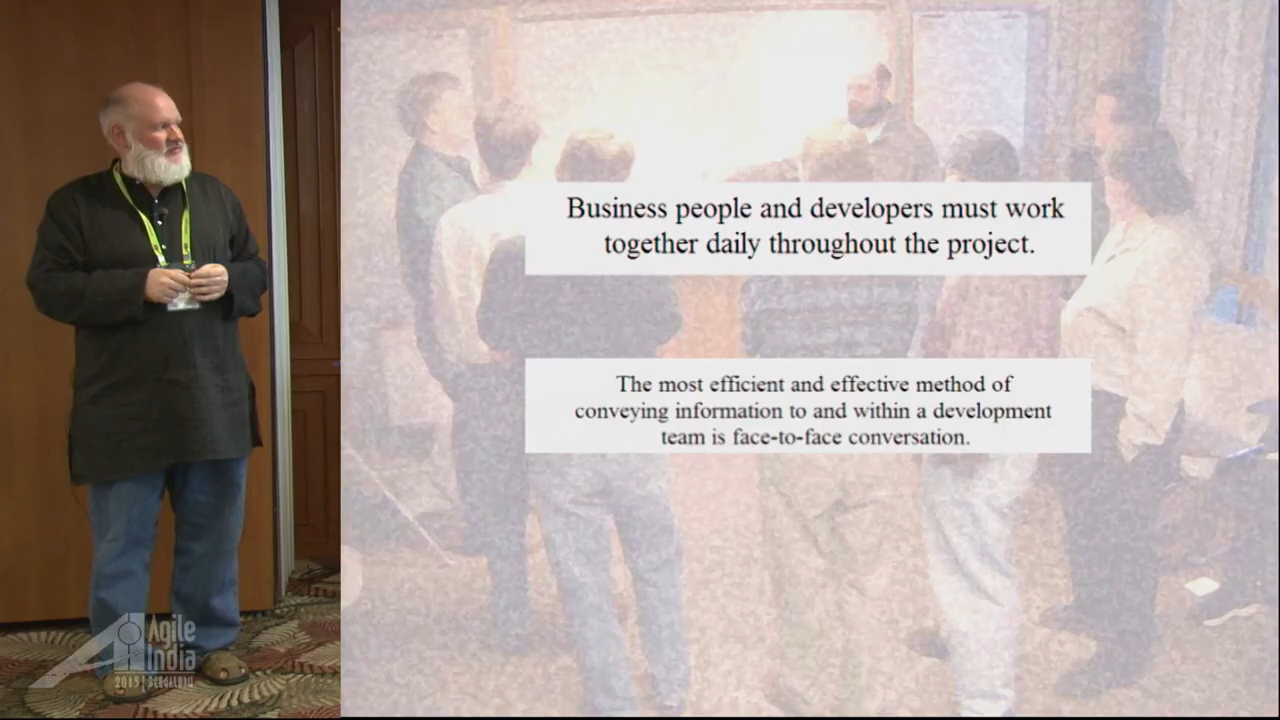 Business people and developers must work
together daily throughout the project.
The most efficient and effective method of
conveying information to and within a development
team is face-to-face conversation.
Agile
India
2015 BENGALURU